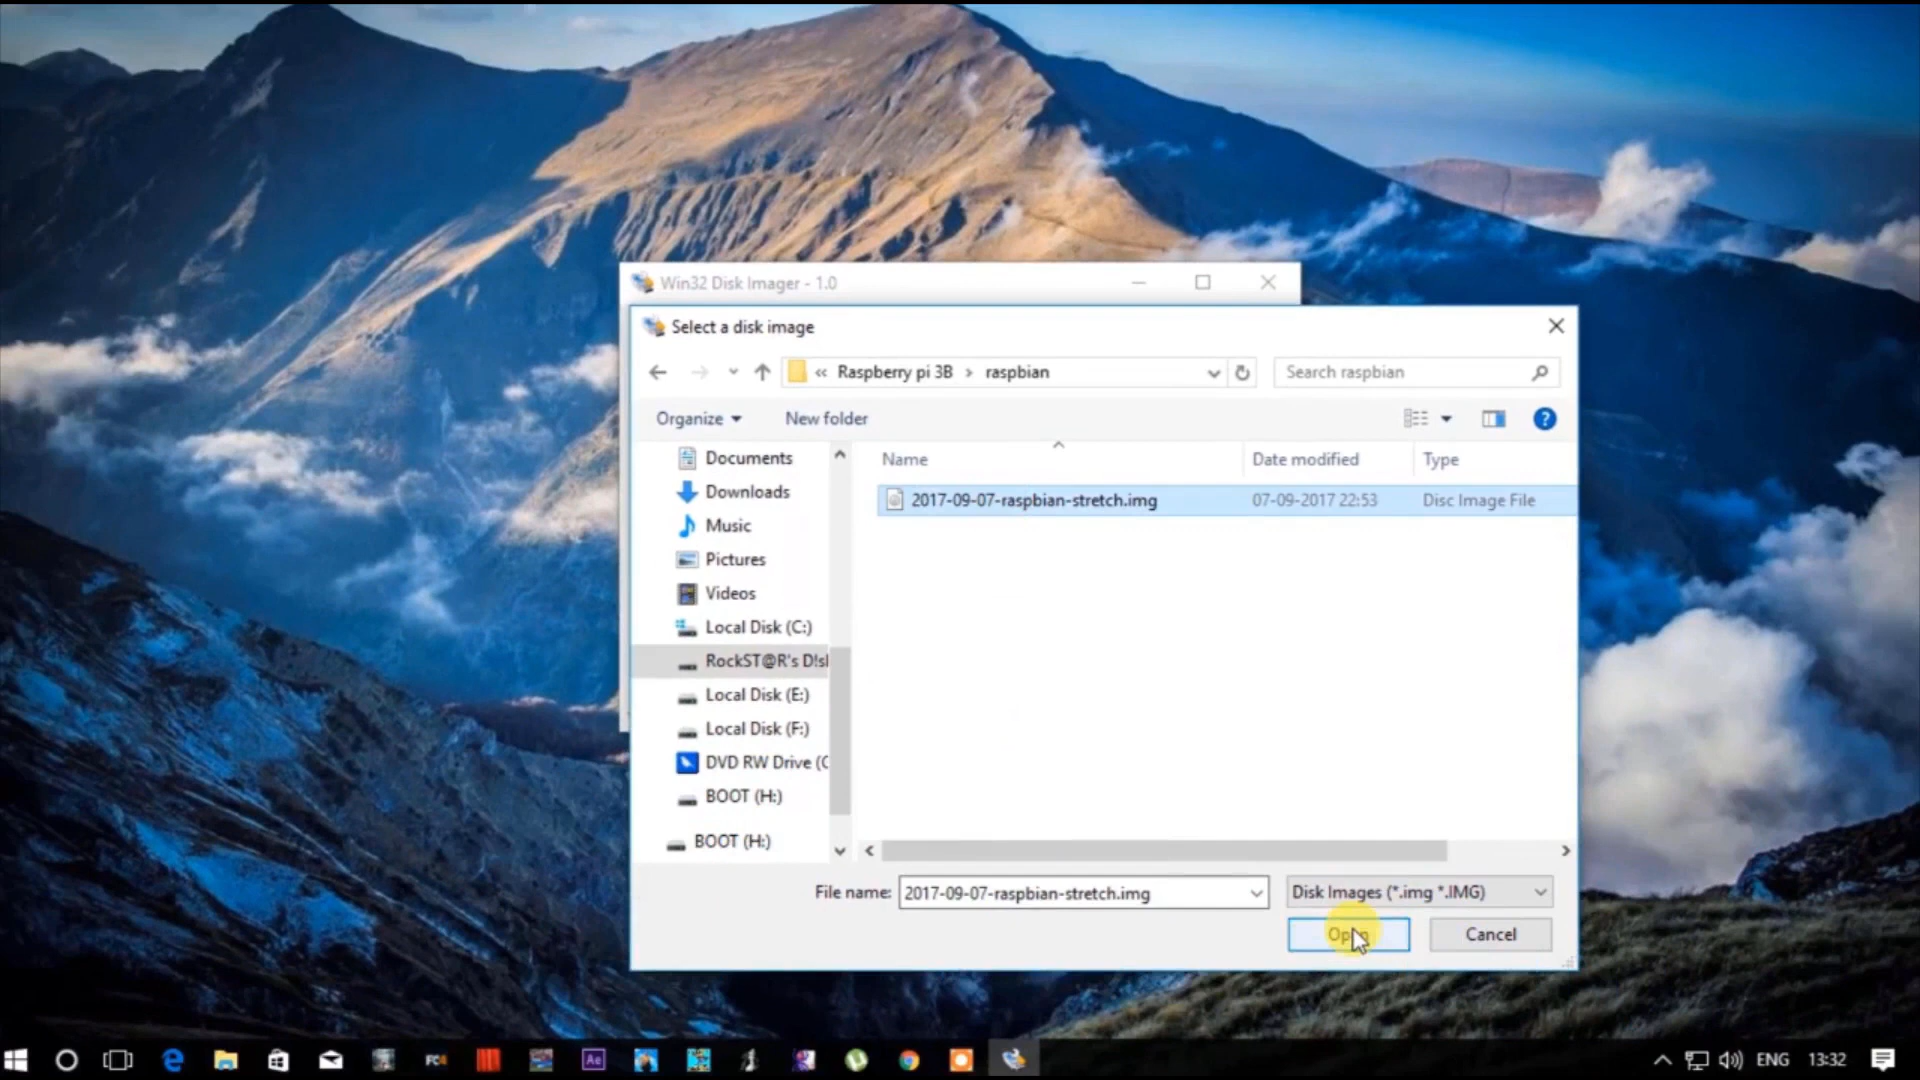 Win32 Disk Imager - 1.0
Select a disk image
« Raspberry pi 3B › raspbian
Search raspbian
Organize
New folder
?
Name
Date modified
Type
Documents
Downloads
Music
Pictures
Videos
Local Disk (C:)
RockST@R's D!sl
Local Disk (E:)
Local Disk (F:)
DVD RW Drive (
BOOT (H:)
BOOT (H:)
2017-09-07-raspbian-stretch.img
07-09-2017 22:53
Disc Image File
File name:
2017-09-07-raspbian-stretch.img
Disk Images (*.img *.IMG)
Open
Cancel
FC4
Ae
ENG
13:32